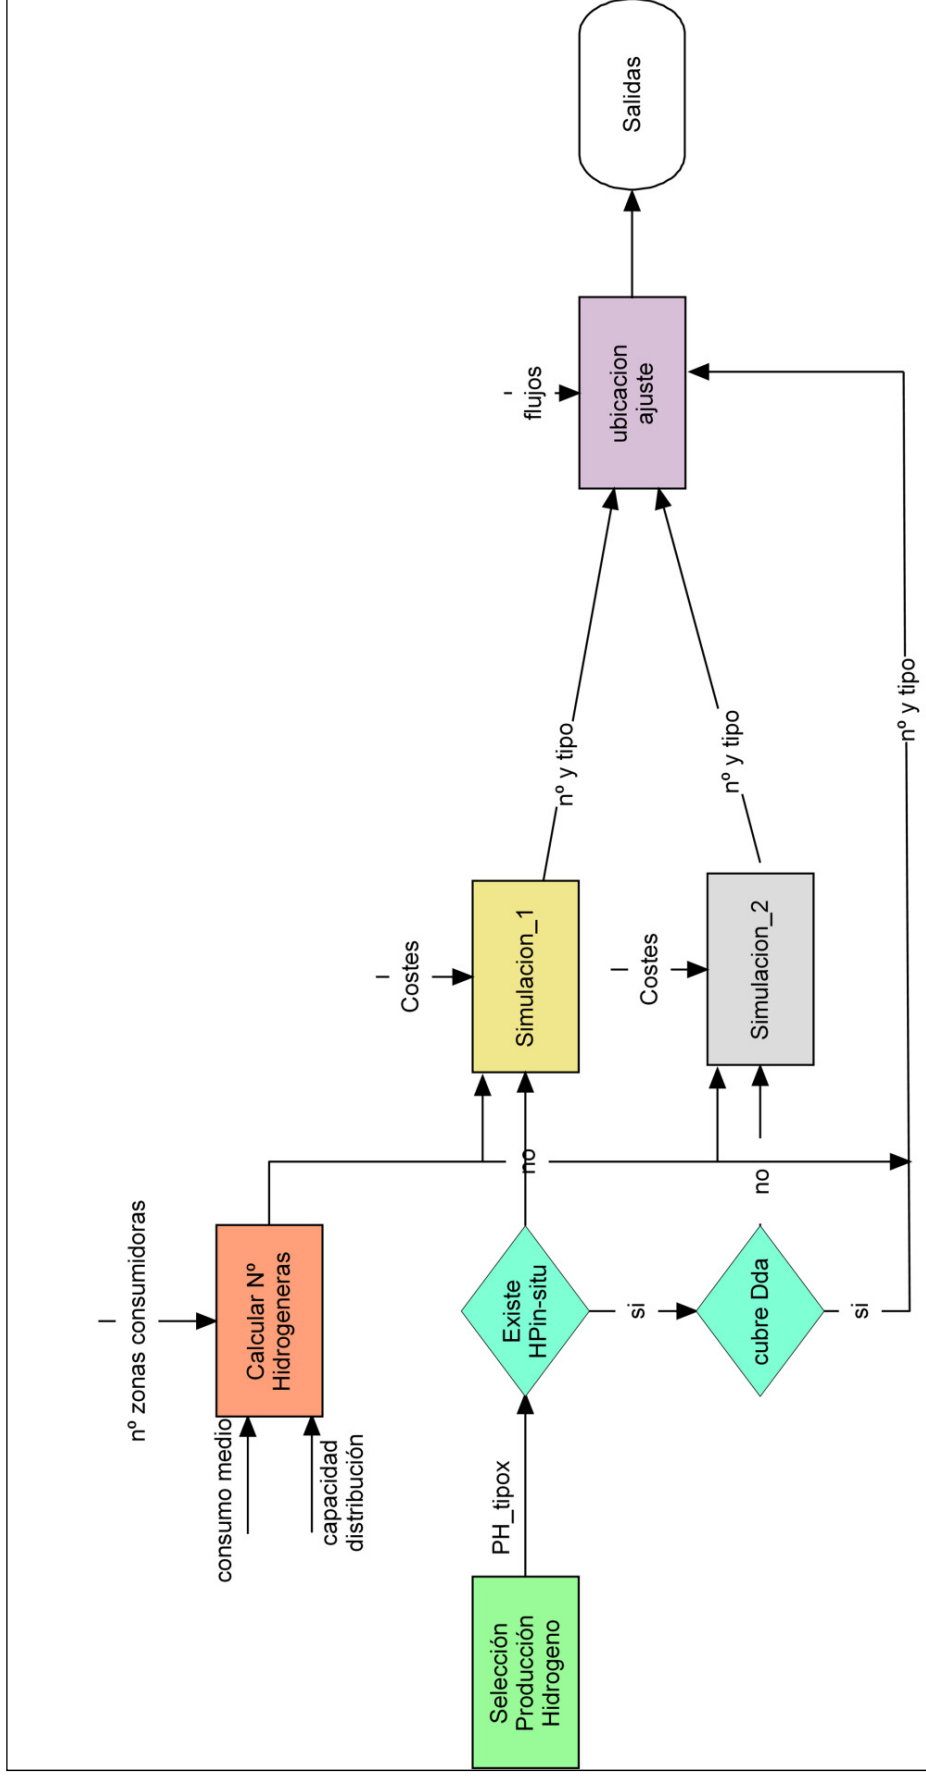 nº zonas consumidoras
consumo medio
capacidad
distribución
Calcular Nº
Hidrogeneras
Selección
Producción
Hidrogeno
PH_tipox
Existe
HPin-situ
no
si
cubre Dda
no
si
Costes
Simulacion_1
Costes
Simulacion_2
nº y tipo
nº y tipo
nº y tipo
flujos
ubicacion
ajuste
Salidas